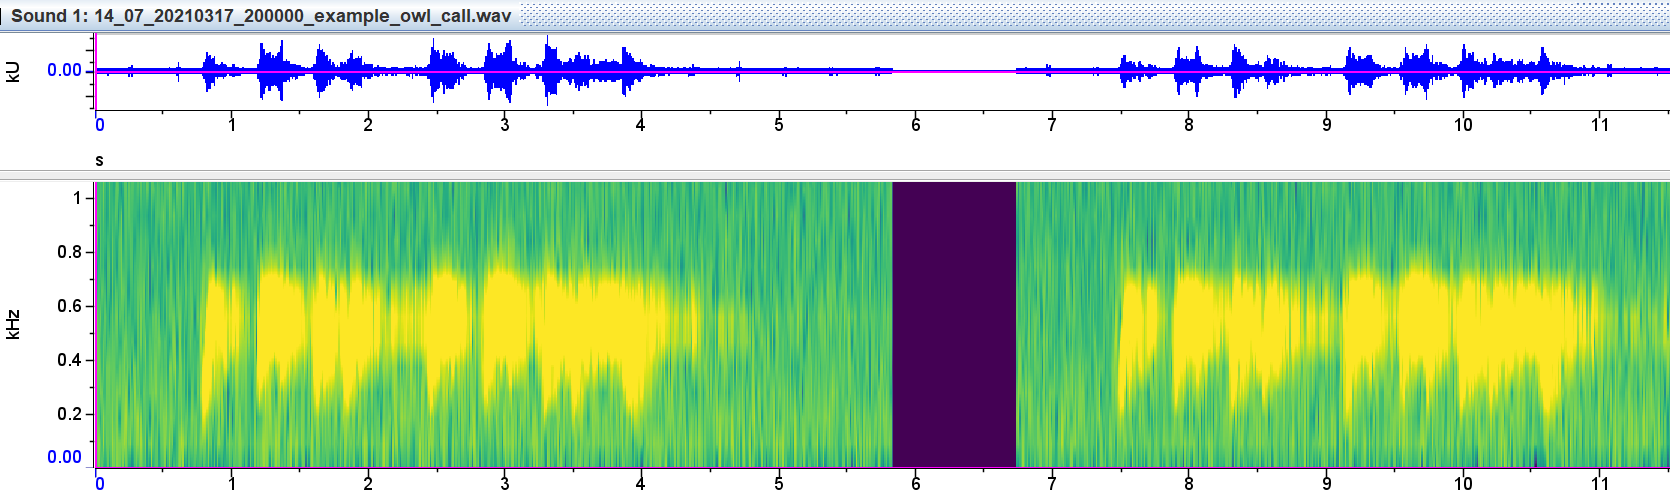 Sound 1: 14_07_20210317_200000_example_owl_call.wav
kU
0.00
0 1 2 3 4 5 6 7 8 9 10 11
s
kHz
1
0.8
0.6
0.4
0.2
0.00
0 1 2 3 4 5 6 7 8 9 10 11